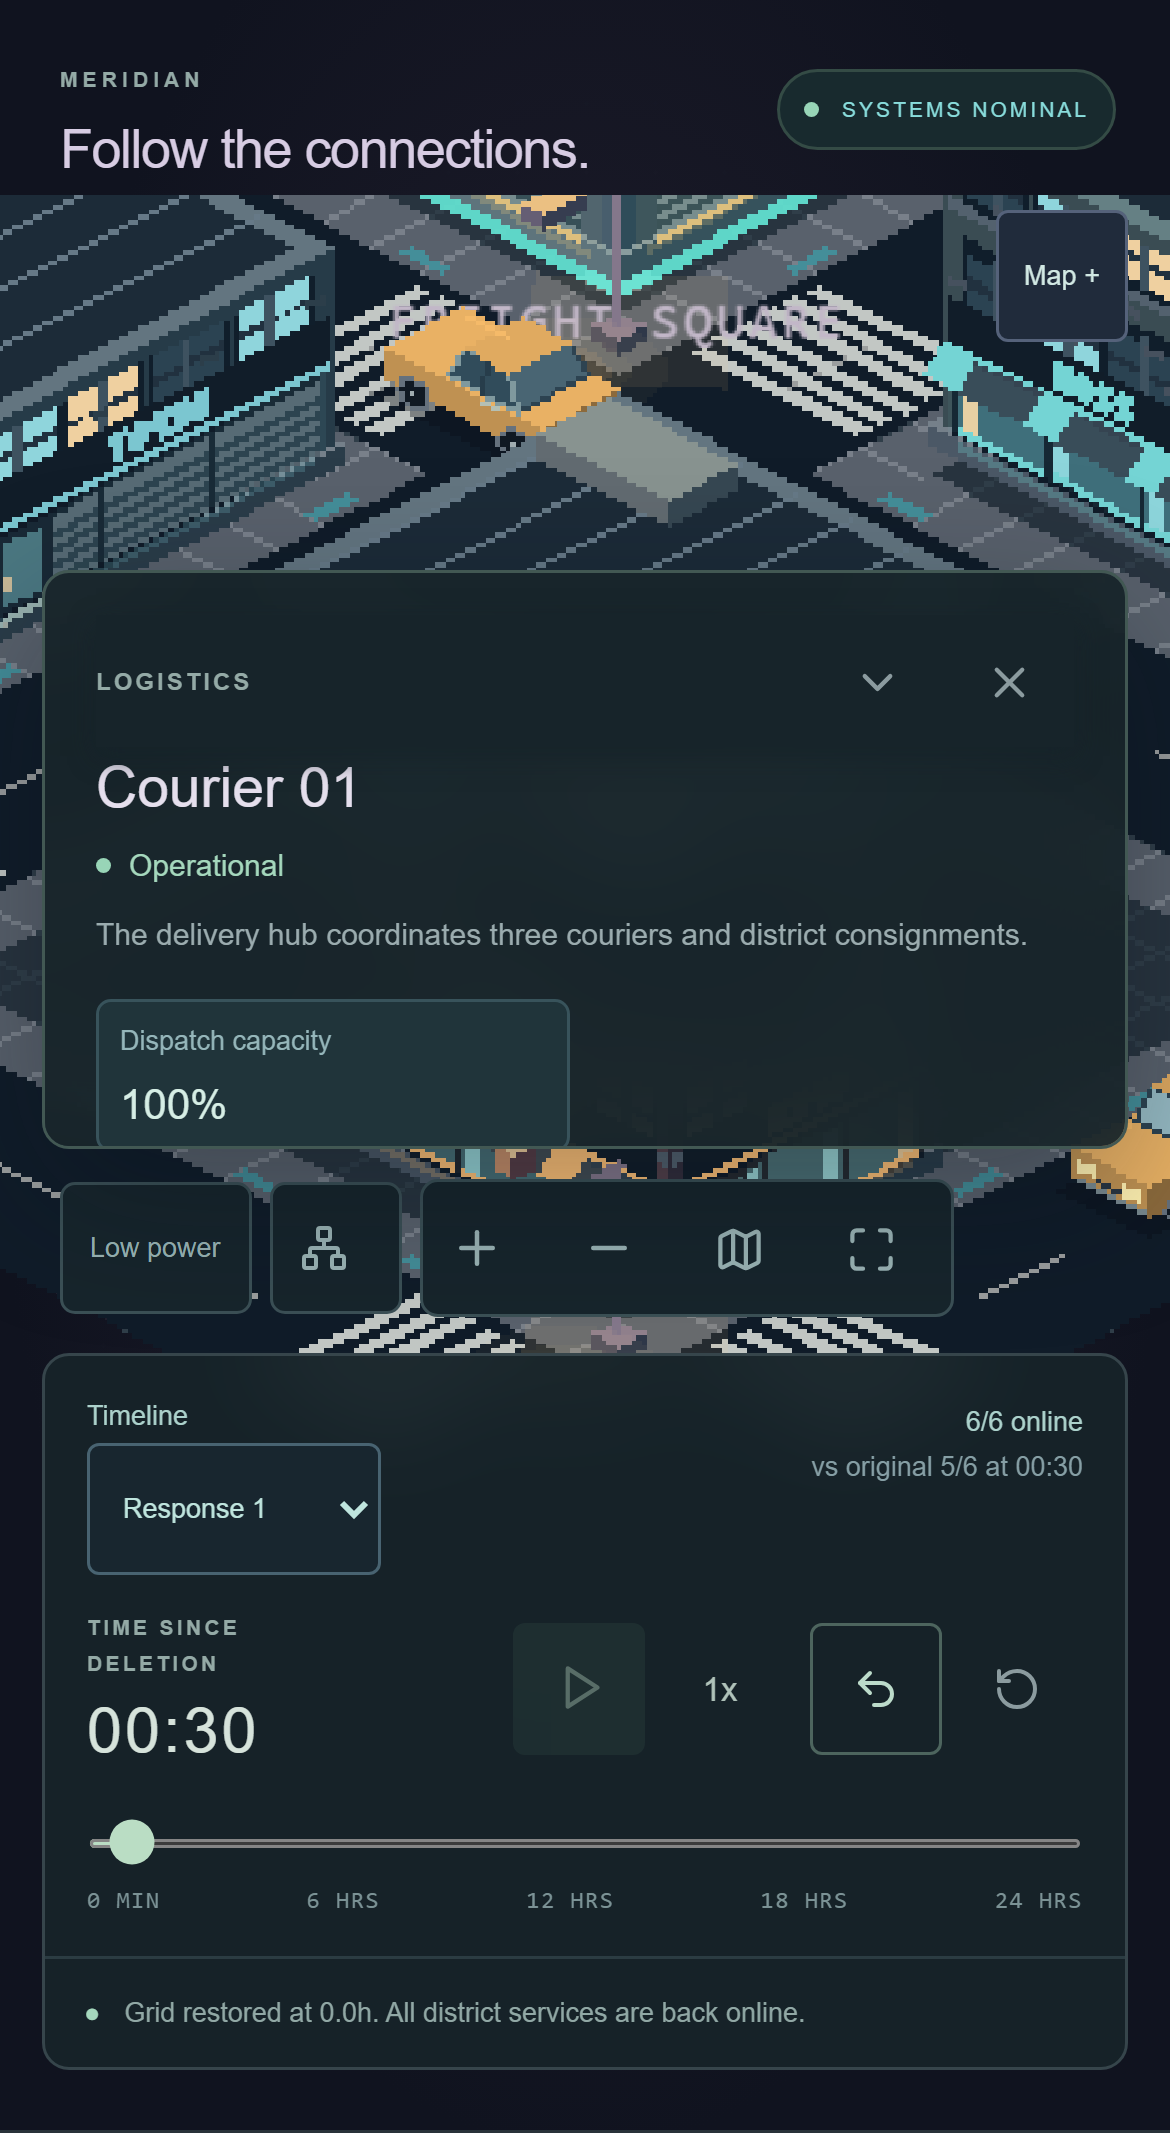 MERIDIAN
Follow the connections.
SYSTEMS NOMINAL
Map +
FREIGHT SQUARE
LOGISTICS
Courier 01
Operational
The delivery hub coordinates three couriers and district consignments.
Dispatch capacity
100%
Low power
Timeline
6/6 online
vs original 5/6 at 00:30
Response 1
TIME SINCE
DELETION
00:30
1x
0 MIN 6 HRS 12 HRS 18 HRS 24 HRS
Grid restored at 0.0h. All district services are back online.